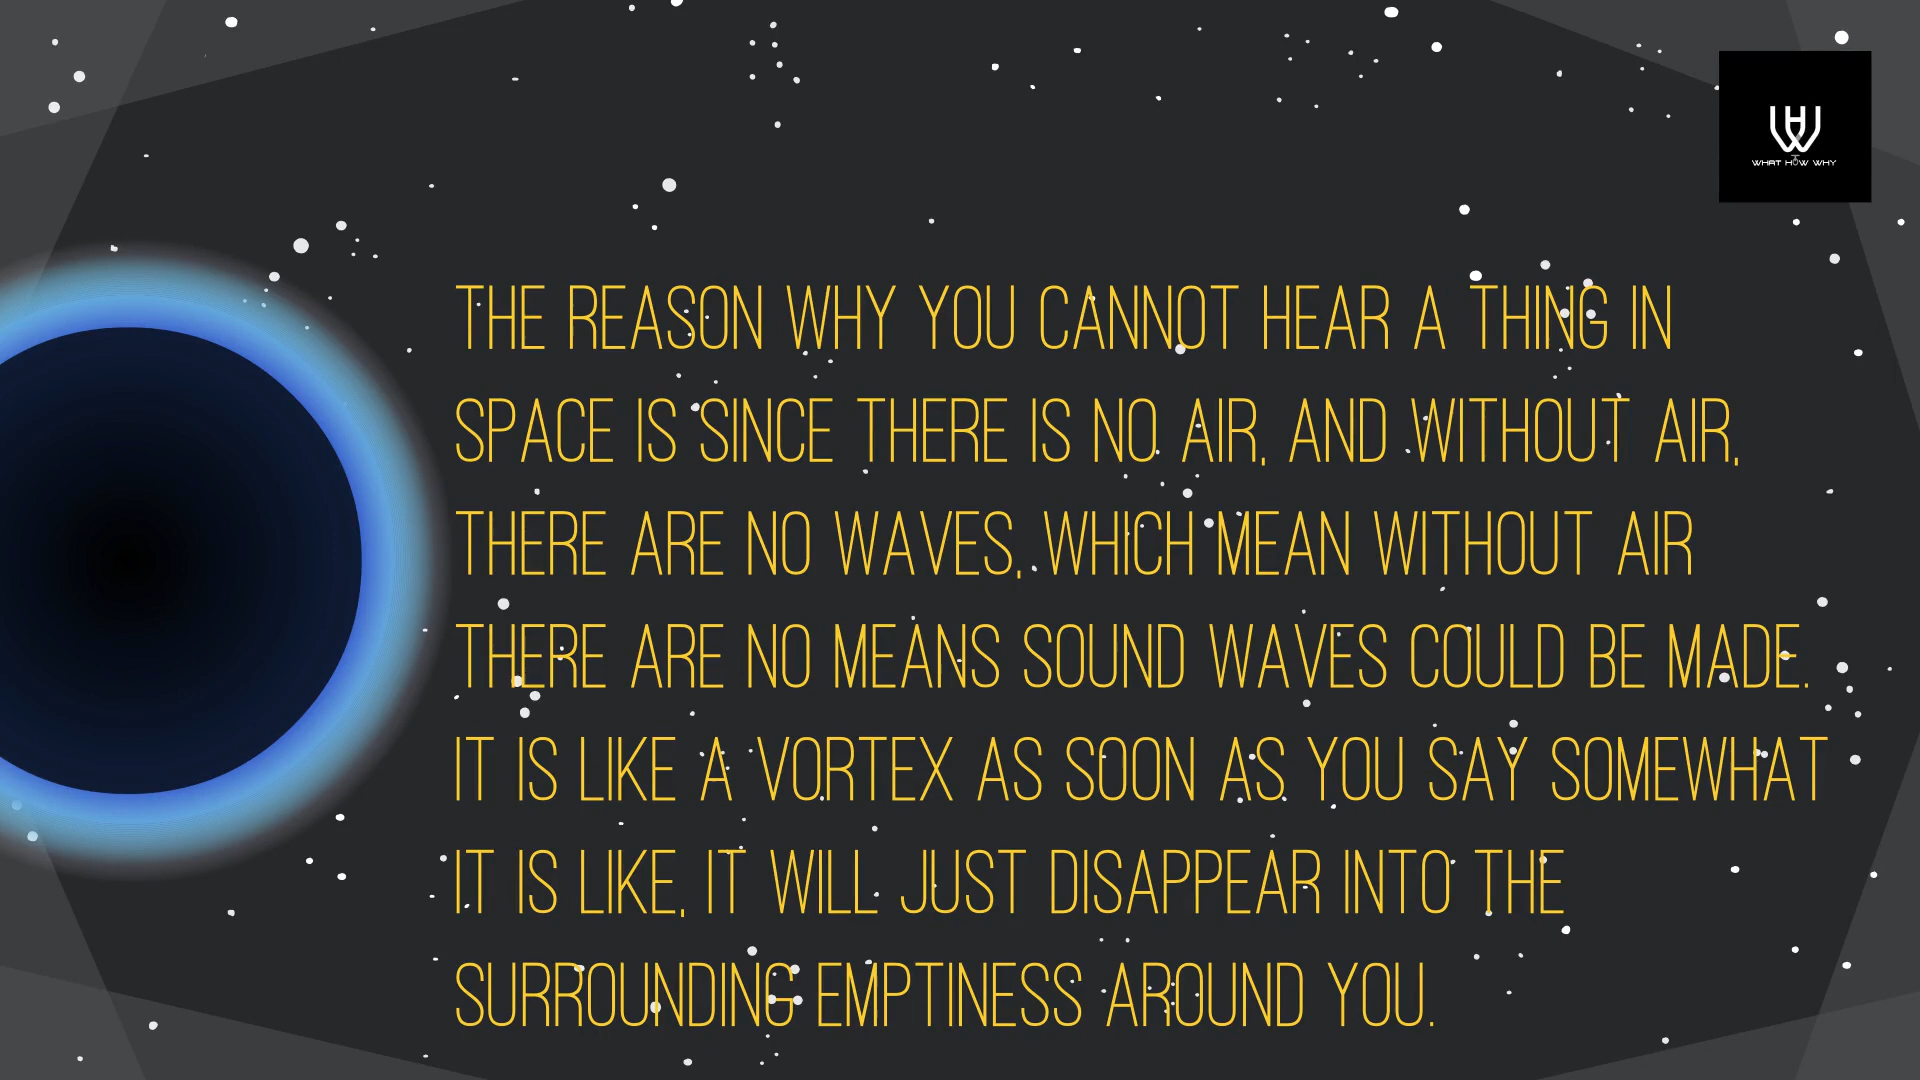 WHAT HOW WHY
THE REASON WHY YOU CANNOT HEAR A THING IN
SPACE IS SINCE THERE IS NO AIR, AND WITHOUT AIR,
THERE ARE NO WAVES, WHICH MEAN WITHOUT AIR
THERE ARE NO MEANS SOUND WAVES COULD BE MADE.
IT IS LIKE A VORTEX AS SOON AS YOU SAY SOMEWHAT
IT IS LIKE, IT WILL JUST DISAPPEAR INTO THE
SURROUNDING EMPTINESS AROUND YOU.